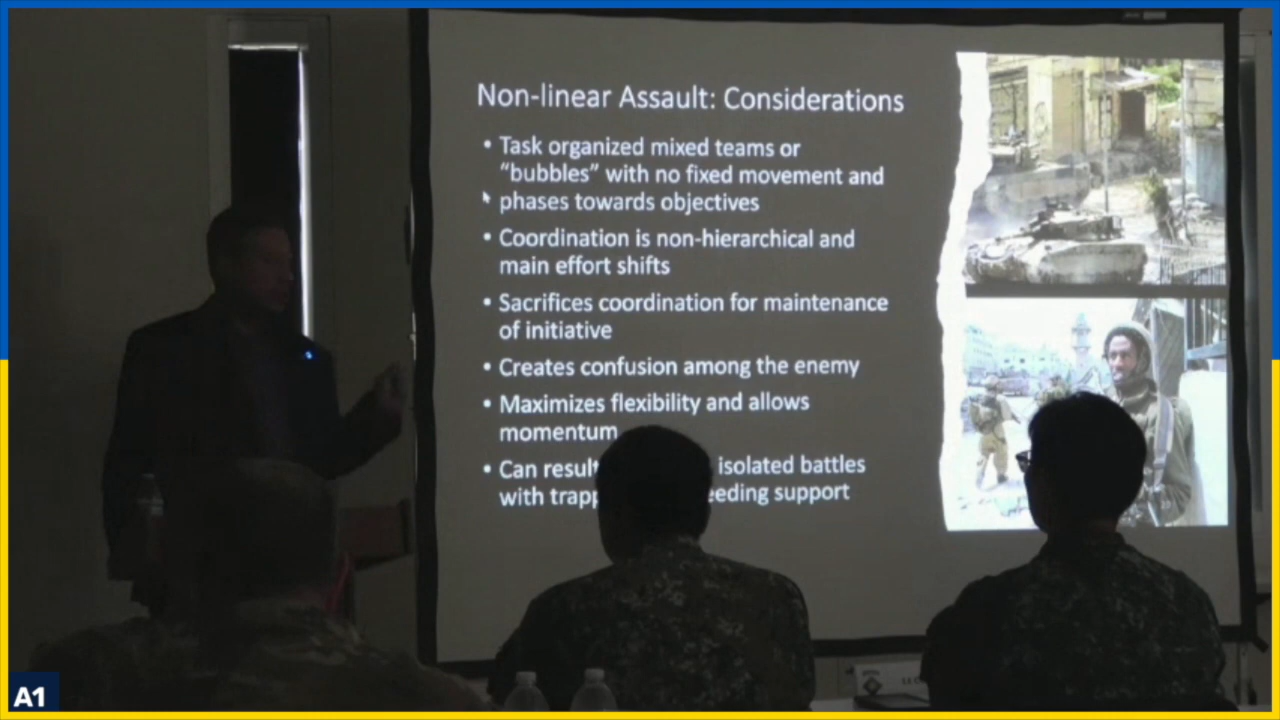 Non-linear Assault: Considerations
• Task organized mixed teams or
“bubbles” with no fixed movement and
phases towards objectives
• Coordination is non-hierarchical and
main effort shifts
• Sacrifices coordination for maintenance
of initiative
• Creates confusion among the enemy
• Maximizes flexibility and allows
momentum
• Can result isolated battles
with support
A1